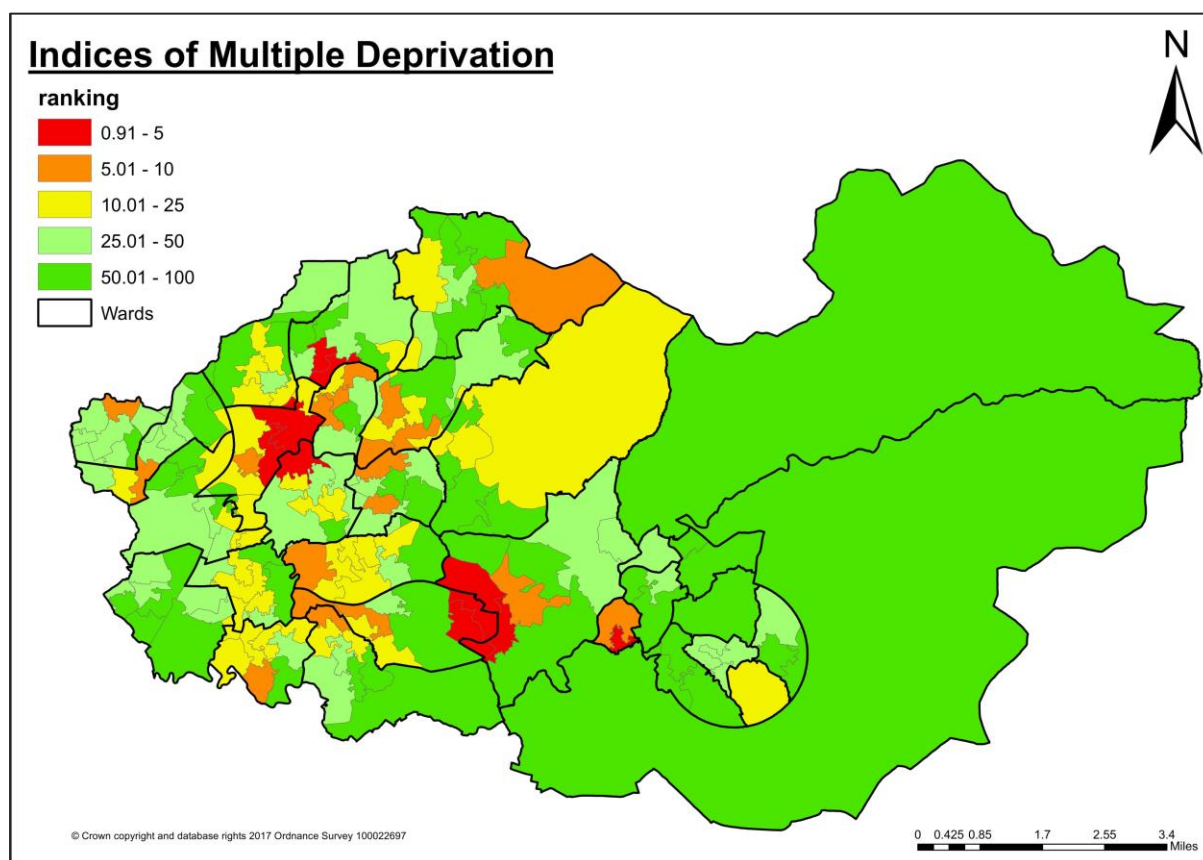 Indices of Multiple Deprivation
N
ranking
0.91 - 5
5.01 - 10
10.01 - 25
25.01 - 50
50.01 - 100
Wards
© Crown copyright and database rights 2017 Ordnance Survey 100022697
0 0.425 0.85 1.7 2.55 3.4
Miles